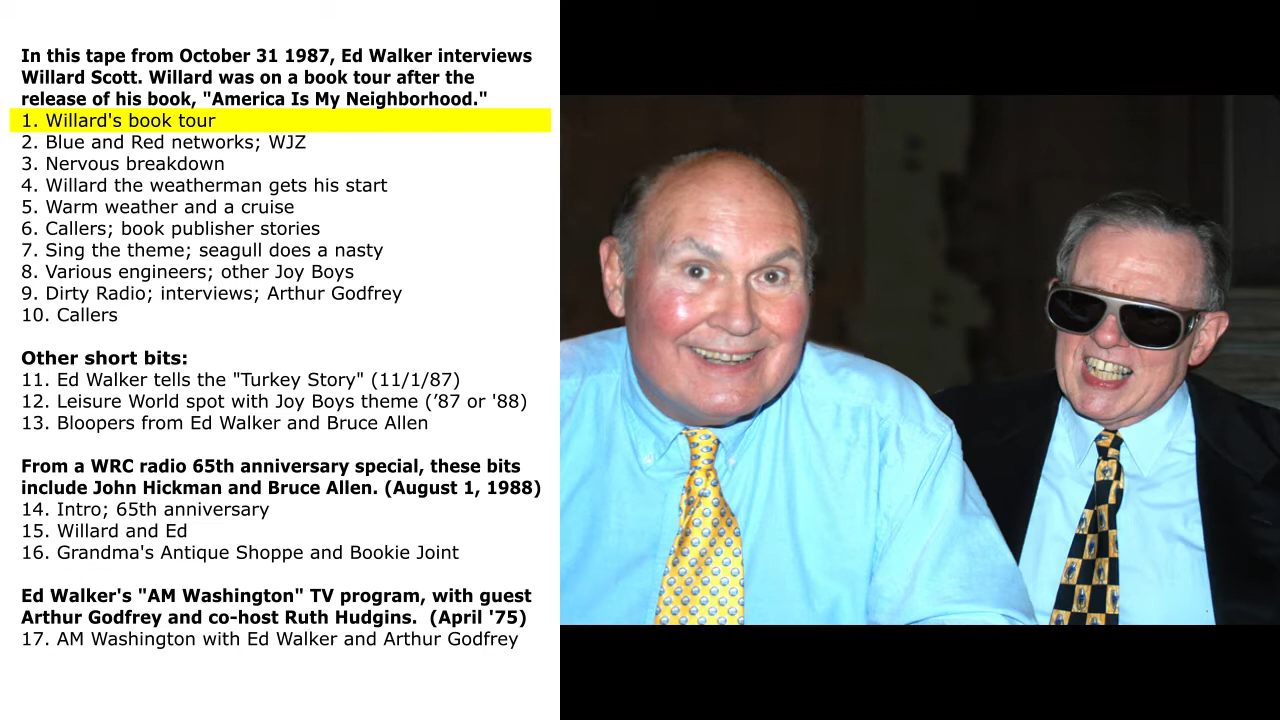 In this tape from October 31 1987, Ed Walker interviews
Willard Scott. Willard was on a book tour after the
release of his book, "America Is My Neighborhood."
1. Willard's book tour
2. Blue and Red networks; WJZ
3. Nervous breakdown
4. Willard the weatherman gets his start
5. Warm weather and a cruise
6. Callers; book publisher stories
7. Sing the theme; seagull does a nasty
8. Various engineers; other Joy Boys
9. Dirty Radio; interviews; Arthur Godfrey
10. Callers
Other short bits:
11. Ed Walker tells the "Turkey Story" (11/1/87)
12. Leisure World spot with Joy Boys theme (’87 or '88)
13. Bloopers from Ed Walker and Bruce Allen
From a WRC radio 65th anniversary special, these bits
include John Hickman and Bruce Allen. (August 1, 1988)
14. Intro; 65th anniversary
15. Willard and Ed
16. Grandma's Antique Shoppe and Bookie Joint
Ed Walker's "AM Washington" TV program, with guest
Arthur Godfrey and co-host Ruth Hudgins.  (April '75)
17. AM Washington with Ed Walker and Arthur Godfrey